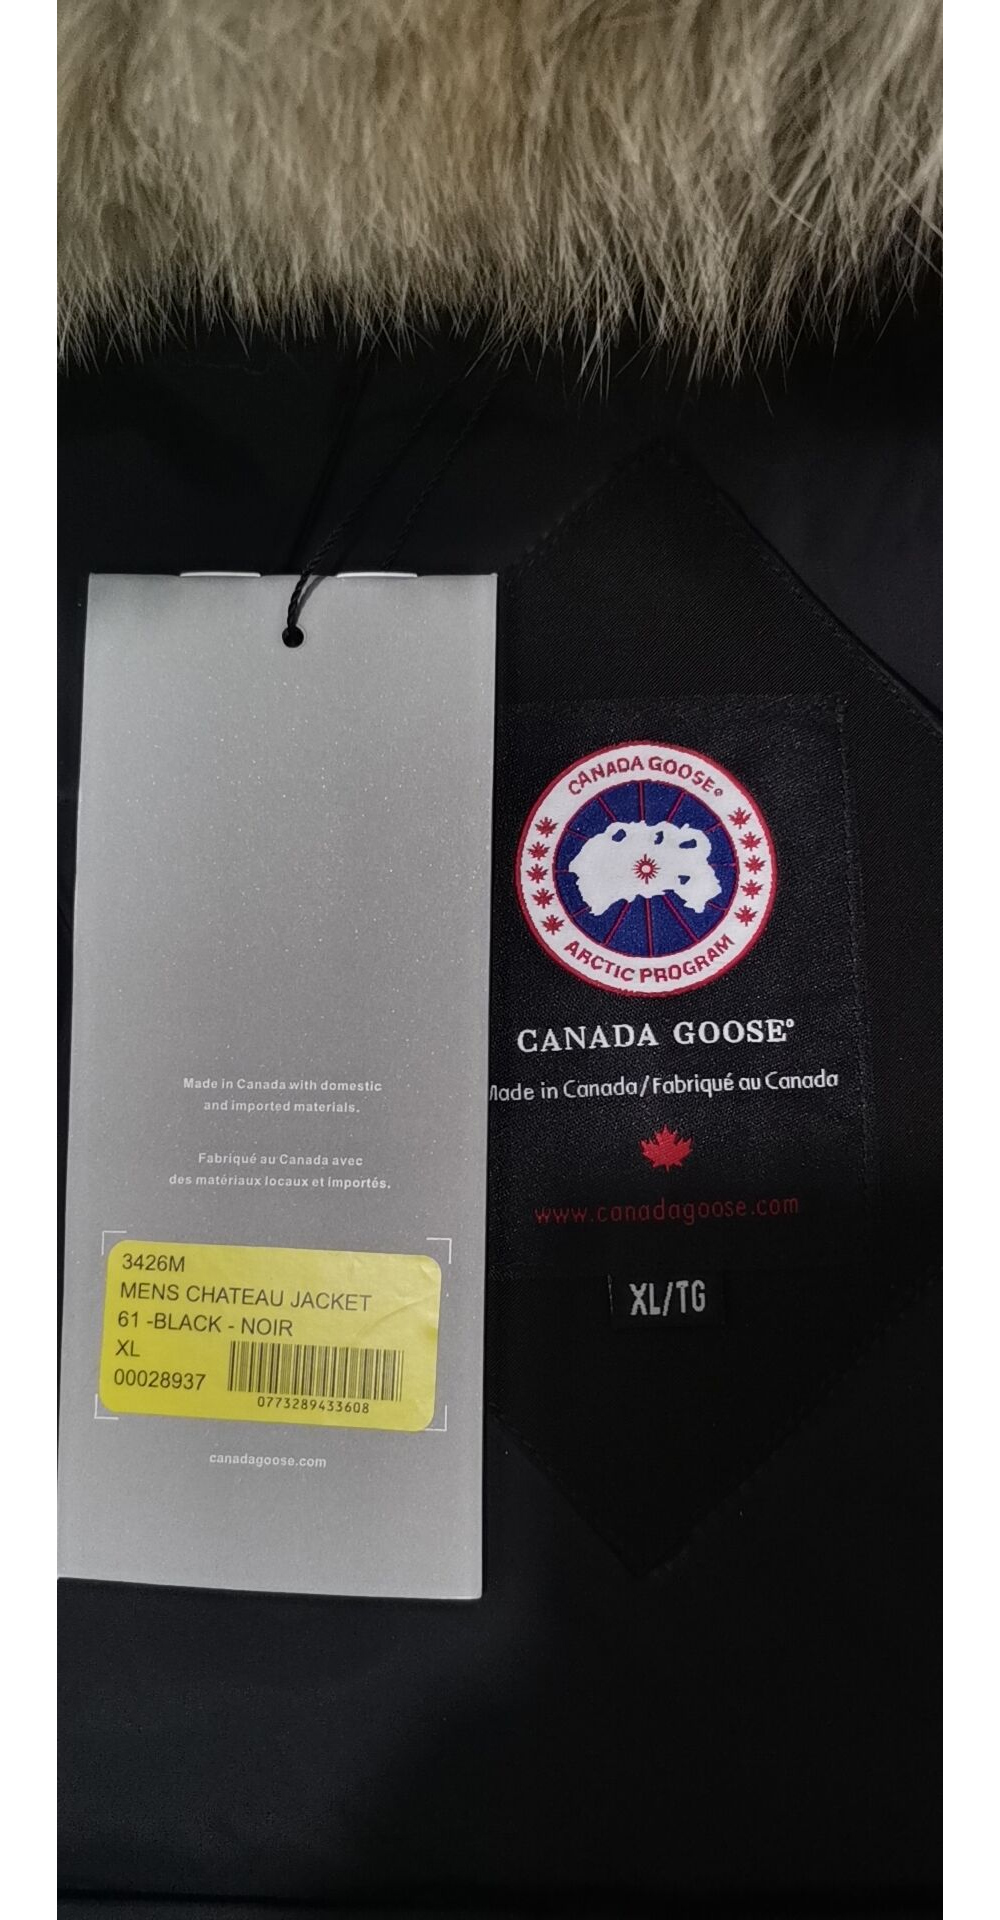 Made in Canada with domestic
and imported materials.
Fabriqué au Canada avec
des matériaux locaux et importés.
3426M
MENS CHATEAU JACKET
61 -BLACK - NOIR
XL
00028937
0773289433608
canadagoose.com
CANADA GOOSE®
ARCTIC PROGRAM
CANADA GOOSE®
Made in Canada/Fabriqué au Canada
www.canadagoose.com
XL/TG